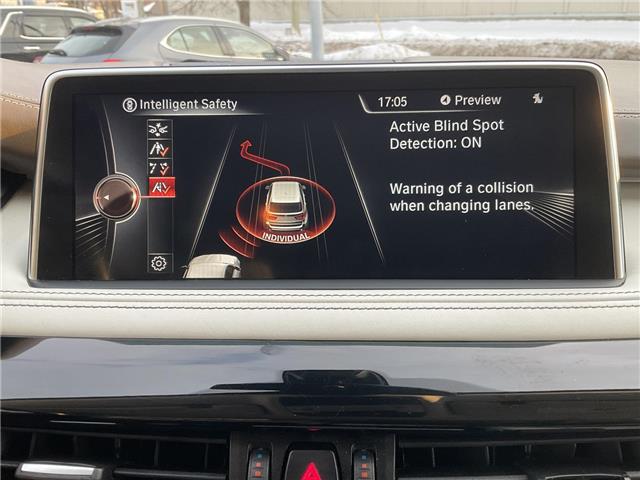 Intelligent Safety
17:05
Preview
Active Blind Spot
Detection: ON
Warning of a collision
when changing lanes.
INDIVIDUAL